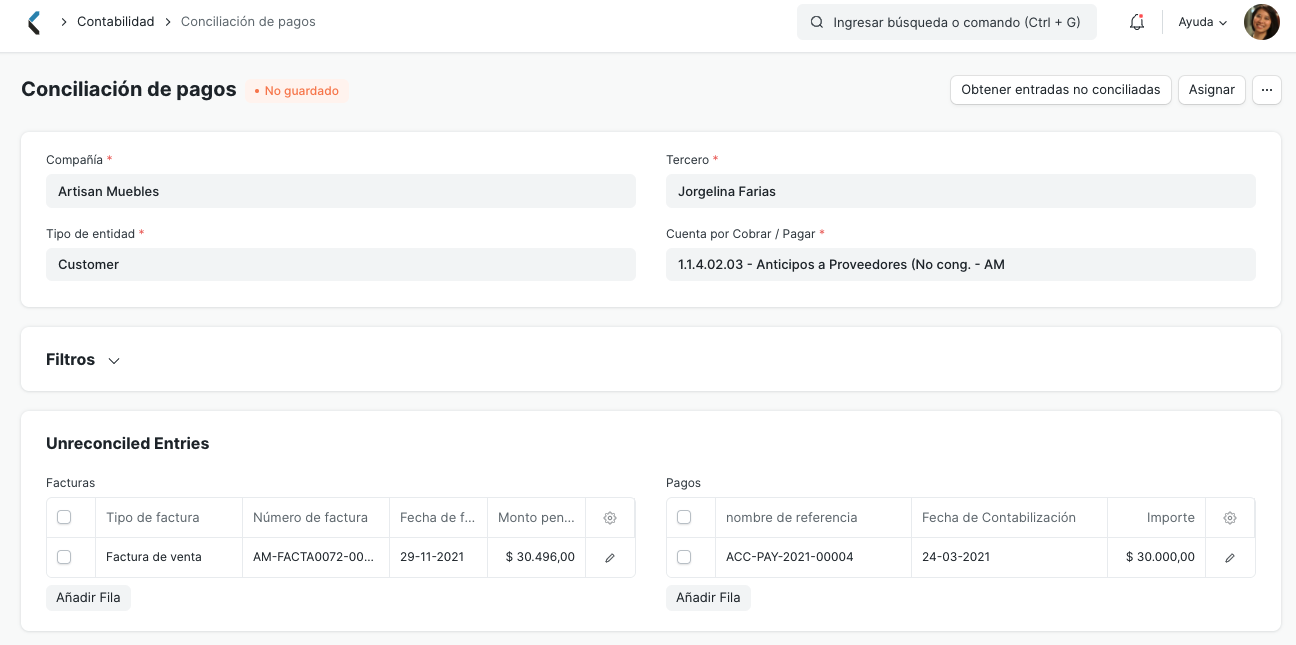 Contabilidad Conciliación de pagos
Ingresar búsqueda o comando (Ctrl + G)
Ayuda
Conciliación de pagos
No guardado
Obtener entradas no conciliadas
Asignar
Compañía *
Artisan Muebles
Tercero *
Jorgelina Farias
Tipo de entidad *
Customer
Cuenta por Cobrar / Pagar *
1.1.4.02.03 - Anticipos a Proveedores (No cong. - AM
Filtros
Unreconciled Entries
Facturas
Tipo de factura Número de factura Fecha de f... Monto pen...
Factura de venta AM-FACTA0072-00... 29-11-2021 $ 30.496,00
Añadir Fila
Pagos
nombre de referencia Fecha de Contabilización Importe
ACC-PAY-2021-00004 24-03-2021 $ 30.000,00
Añadir Fila